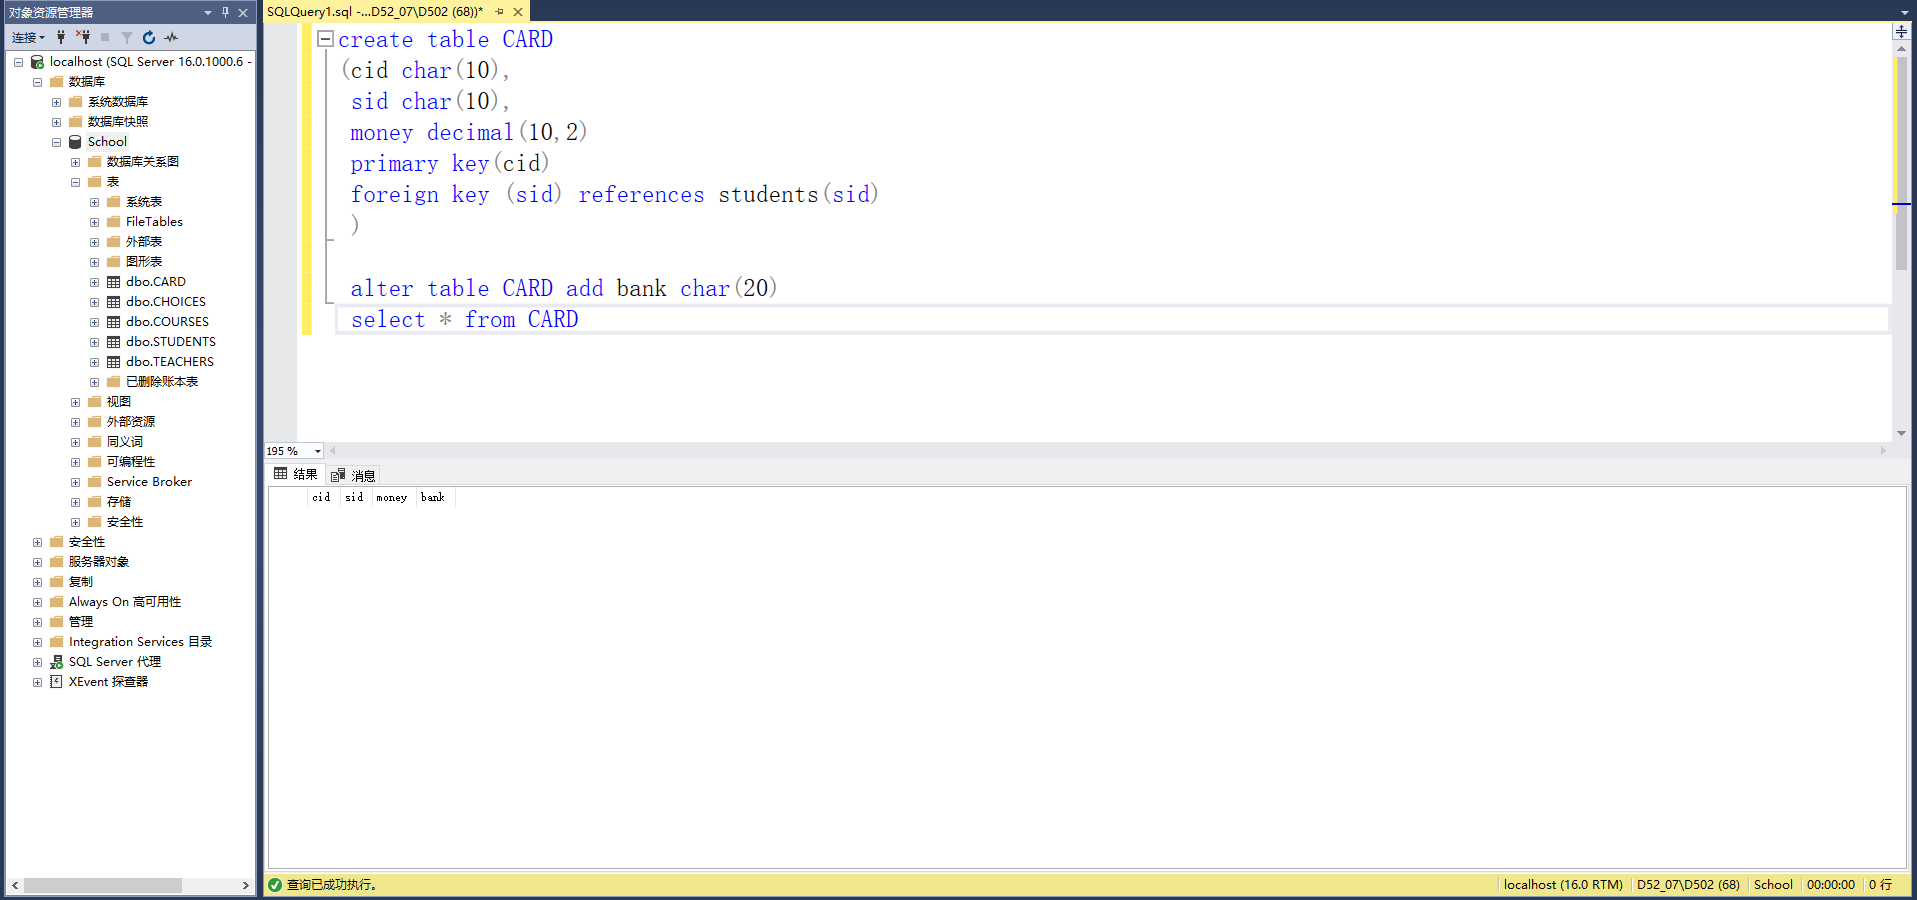 对象资源管理器
连接
localhost (SQL Server 16.0.1000.6 -
数据库
系统数据库
数据库快照
School
数据库关系图
表
系统表
FileTables
外部表
图形表
dbo.CARD
dbo.CHOICES
dbo.COURSES
dbo.STUDENTS
dbo.TEACHERS
已删除账本表
视图
外部资源
同义词
可编程性
Service Broker
存储
安全性
安全性
服务器对象
复制
Always On 高可用性
管理
Integration Services 目录
SQL Server 代理
XEvent 探查器
SQLQuery1.sql -...D52_07\D502 (68))*
create table CARD
(cid char(10),
sid char(10),
money decimal(10,2)
primary key(cid)
foreign key (sid) references students(sid)
)
alter table CARD add bank char(20)
select * from CARD
195 %
结果 消息
cid sid money bank
查询已成功执行。 localhost (16.0 RTM) D52_07\D502 (68) School 00:00:00 0 行